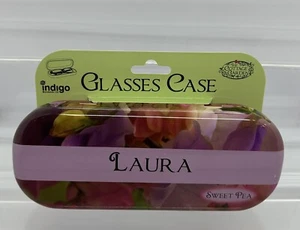 indigo
GLASSES CASE
LAURA
SWEET PEA